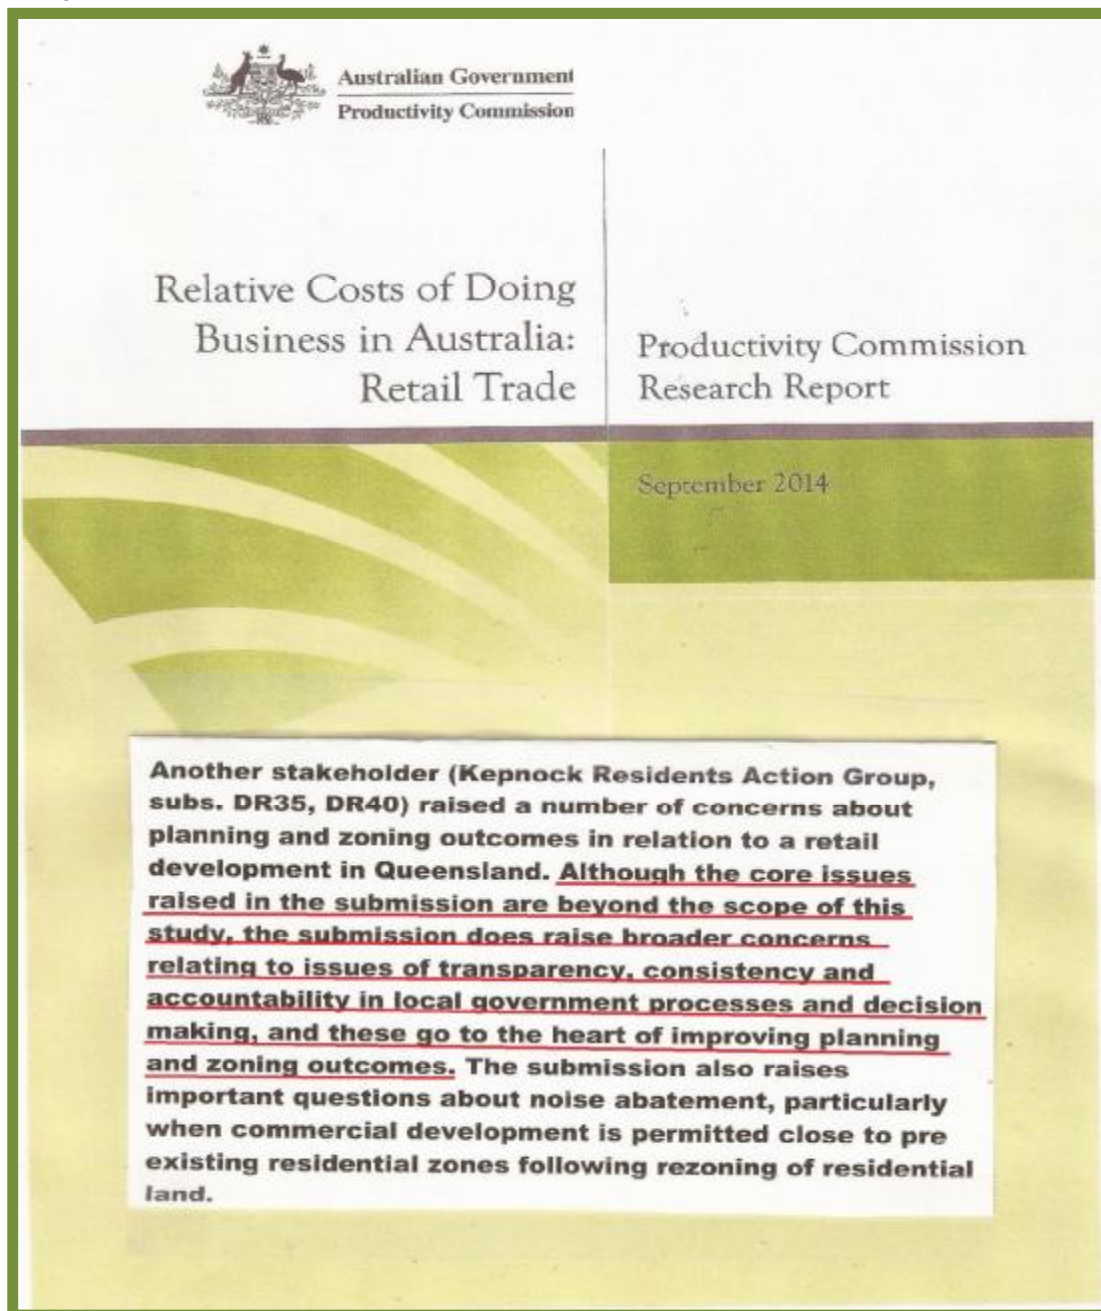 Australian Government
Productivity Commission
Relative Costs of Doing
Business in Australia:
Retail Trade
Productivity Commission
Research Report
September 2014
Another stakeholder (Kepnock Residents Action Group,
subs. DR35, DR40) raised a number of concerns about
planning and zoning outcomes in relation to a retail
development in Queensland. Although the core issues
raised in the submission are beyond the scope of this
study, the submission does raise broader concerns
relating to issues of transparency, consistency and
accountability in local government processes and decision
making, and these go to the heart of improving planning
and zoning outcomes. The submission also raises
important questions about noise abatement, particularly
when commercial development is permitted close to pre
existing residential zones following rezoning of residential
land.